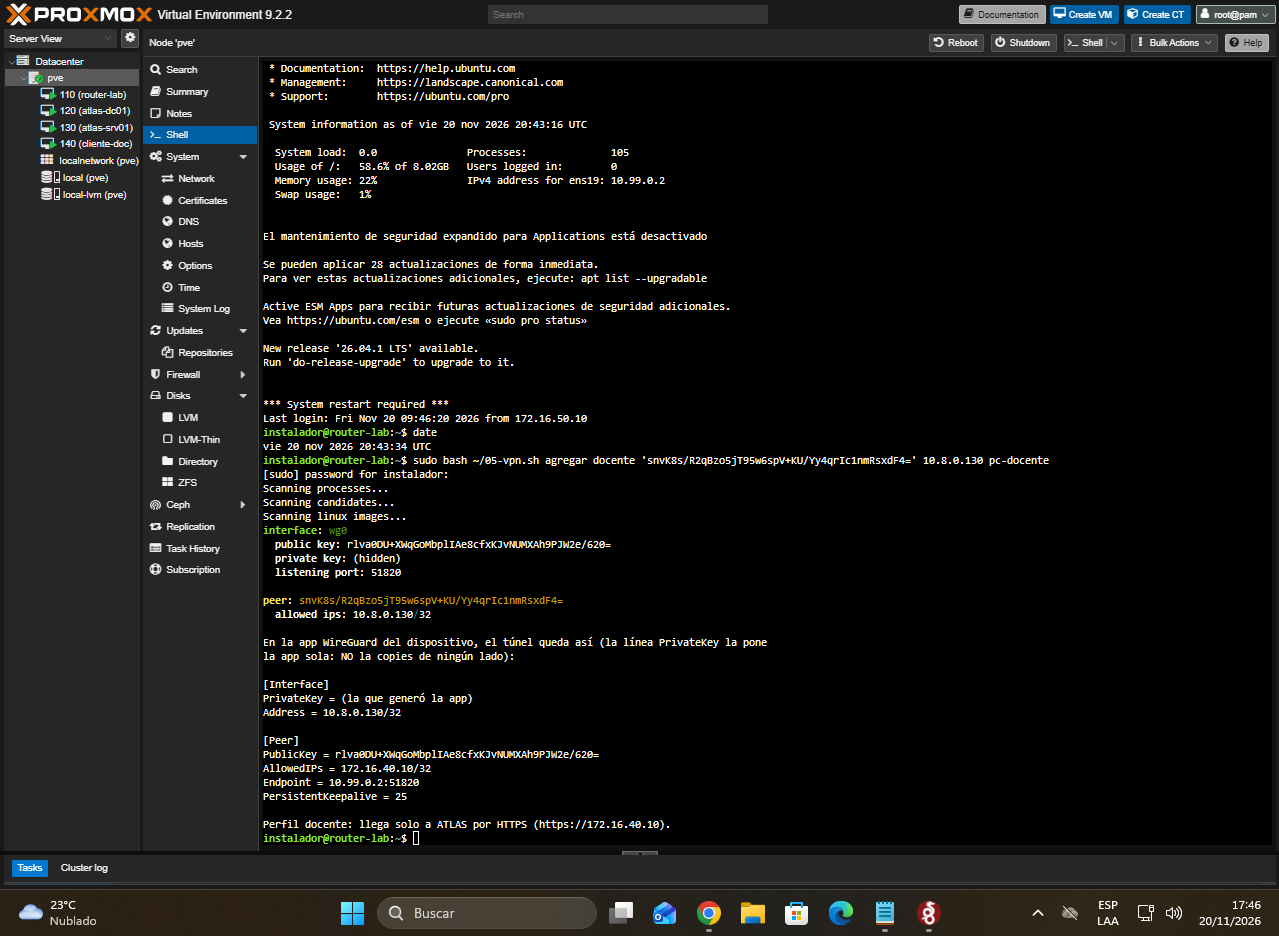 PROXMOX Virtual Environment 9.2.2
Search
Documentation
Create VM
Create CT
root@pam
Server View
Node 'pve'
Reboot
Shutdown
Shell
Bulk Actions
Help
Datacenter
pve
110 (router-lab)
120 (atlas-dc01)
130 (atlas-srv01)
140 (cliente-doc)
localnetwork (pve)
local (pve)
local-lvm (pve)
Search
Summary
Notes
Shell
System
Network
Certificates
DNS
Hosts
Options
Time
System Log
Updates
Repositories
Firewall
Disks
LVM
LVM-Thin
Directory
ZFS
Ceph
Replication
Task History
Subscription
* Documentation:  https://help.ubuntu.com
* Management:     https://landscape.canonical.com
* Support:        https://ubuntu.com/pro
System information as of vie 20 nov 2026 20:43:16 UTC
System load:  0.0                Processes:              105
Usage of /:   58.6% of 8.02GB   Users logged in:        0
Memory usage: 22%                IPv4 address for ens19: 10.99.0.2
Swap usage:   1%
El mantenimiento de seguridad expandido para Applications está desactivado
Se pueden aplicar 28 actualizaciones de forma inmediata.
Para ver estas actualizaciones adicionales, ejecute: apt list --upgradable
Active ESM Apps para recibir futuras actualizaciones de seguridad adicionales.
Vea https://ubuntu.com/esm o ejecute «sudo pro status»
New release '26.04.1 LTS' available.
Run 'do-release-upgrade' to upgrade to it.
*** System restart required ***
Last login: Fri Nov 20 09:46:20 2026 from 172.16.50.10
instalador@router-lab:~$ date
vie 20 nov 2026 20:43:34 UTC
instalador@router-lab:~$ sudo bash ~/05-vpn.sh agregar docente 'snvK8s/R2qBzo5jT95w6spV+KU/Yy4qrIc1nmRsxdF4=' 10.8.0.130 pc-docente
[sudo] password for instalador:
Scanning processes...
Scanning candidates...
Scanning linux images...
interface: wg0
public key: rlva0DU+XWqGoMbplIAe8cfxKJvNUMXAh9PJW2e/620=
private key: (hidden)
listening port: 51820
peer: snvK8s/R2qBzo5jT95w6spV+KU/Yy4qrIc1nmRsxdF4=
allowed ips: 10.8.0.130/32
En la app WireGuard del dispositivo, el túnel queda así (la línea PrivateKey la pone
la app sola: NO la copies de ningún lado):
[Interface]
PrivateKey = (la que generó la app)
Address = 10.8.0.130/32
[Peer]
PublicKey = rlva0DU+XWqGoMbplIAe8cfxKJvNUMXAh9PJW2e/620=
AllowedIPs = 172.16.40.10/32
Endpoint = 10.99.0.2:51820
PersistentKeepalive = 25
Perfil docente: llega solo a ATLAS por HTTPS (https://172.16.40.10).
instalador@router-lab:~$
Tasks
Cluster log
23°C
Nublado
Buscar
ESP
LAA
17:46
20/11/2026